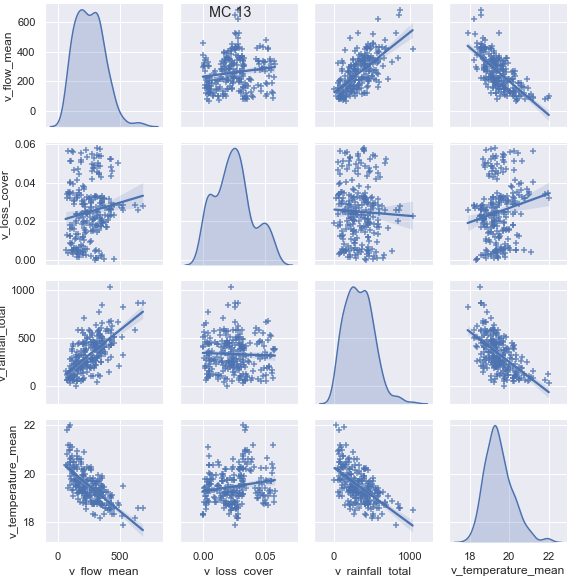 MC 13
v_flow_mean
600
400
200
0
v_loss_cover
0.06
0.04
0.02
0.00
v_rainfall_total
1000
500
0
v_temperature_mean
22
20
18
0 500
0.00 0.05
0 1000
18 20 22
v_flow_mean
v_loss_cover
v_rainfall_total
v_temperature_mean